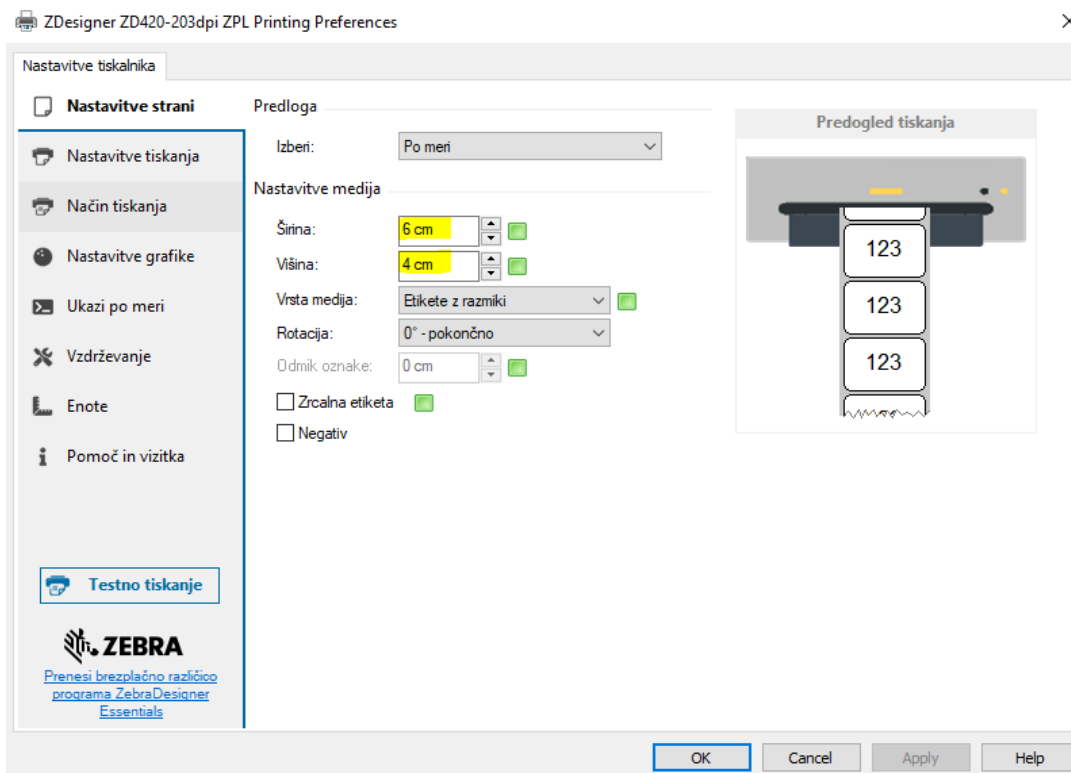 ZDesigner ZD420-203dpi ZPL Printing Preferences
Nastavitve tiskalnika
Nastavitve strani
Nastavitve tiskanja
Način tiskanja
Nastavitve grafike
Ukazi po meri
Vzdrževanje
Enote
Pomoč in vizitka
Testno tiskanje
ZEBRA
Prenesi brezplačno različico
programa ZebraDesigner
Essentials
Predloga
Izberi: Po meri
Nastavitve medija
Širina: 6 cm
Višina: 4 cm
Vrsta medija: Etikete z razmiki
Rotacija: 0° - pokončno
Odmik oznake: 0 cm
Zrcalna etiketa
Negativ
Predogled tiskanja
123
123
123
OK Cancel Apply Help